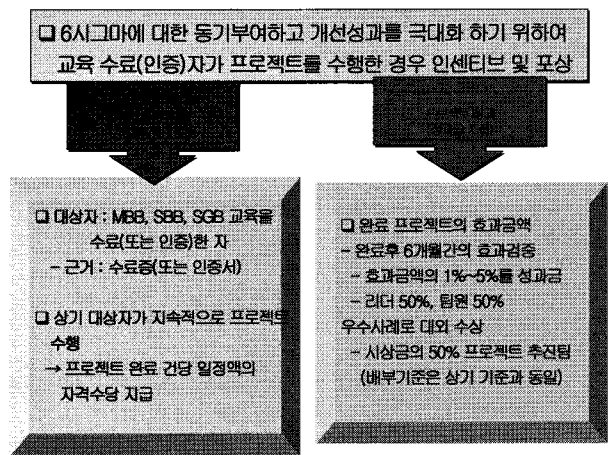 ❑ 6시그마에 대한 동기부여하고 개선성과를 극대화 하기 위하여
교육 수료(인증)자가 프로젝트를 수행한 경우 인센티브 및 포상
❑ 대상자 : MBB, SBB, SGB 교육을
수료(또는 인증)한 자
- 근거 : 수료증(또는 인증서)
❑ 상기 대상자가 지속적으로 프로젝트
수행
→ 프로젝트 완료 건당 일정액의
자격수당 지급
❑ 완료 프로젝트의 효과금액
- 완료후 6개월간의 효과검증
- 효과금액의 1%~5%를 성과금
- 리더 50%, 팀원 50%
우수사례로 대외 수상
- 시상금의 50% 프로젝트 추진팀
(배부기준은 상기 기준과 동일)